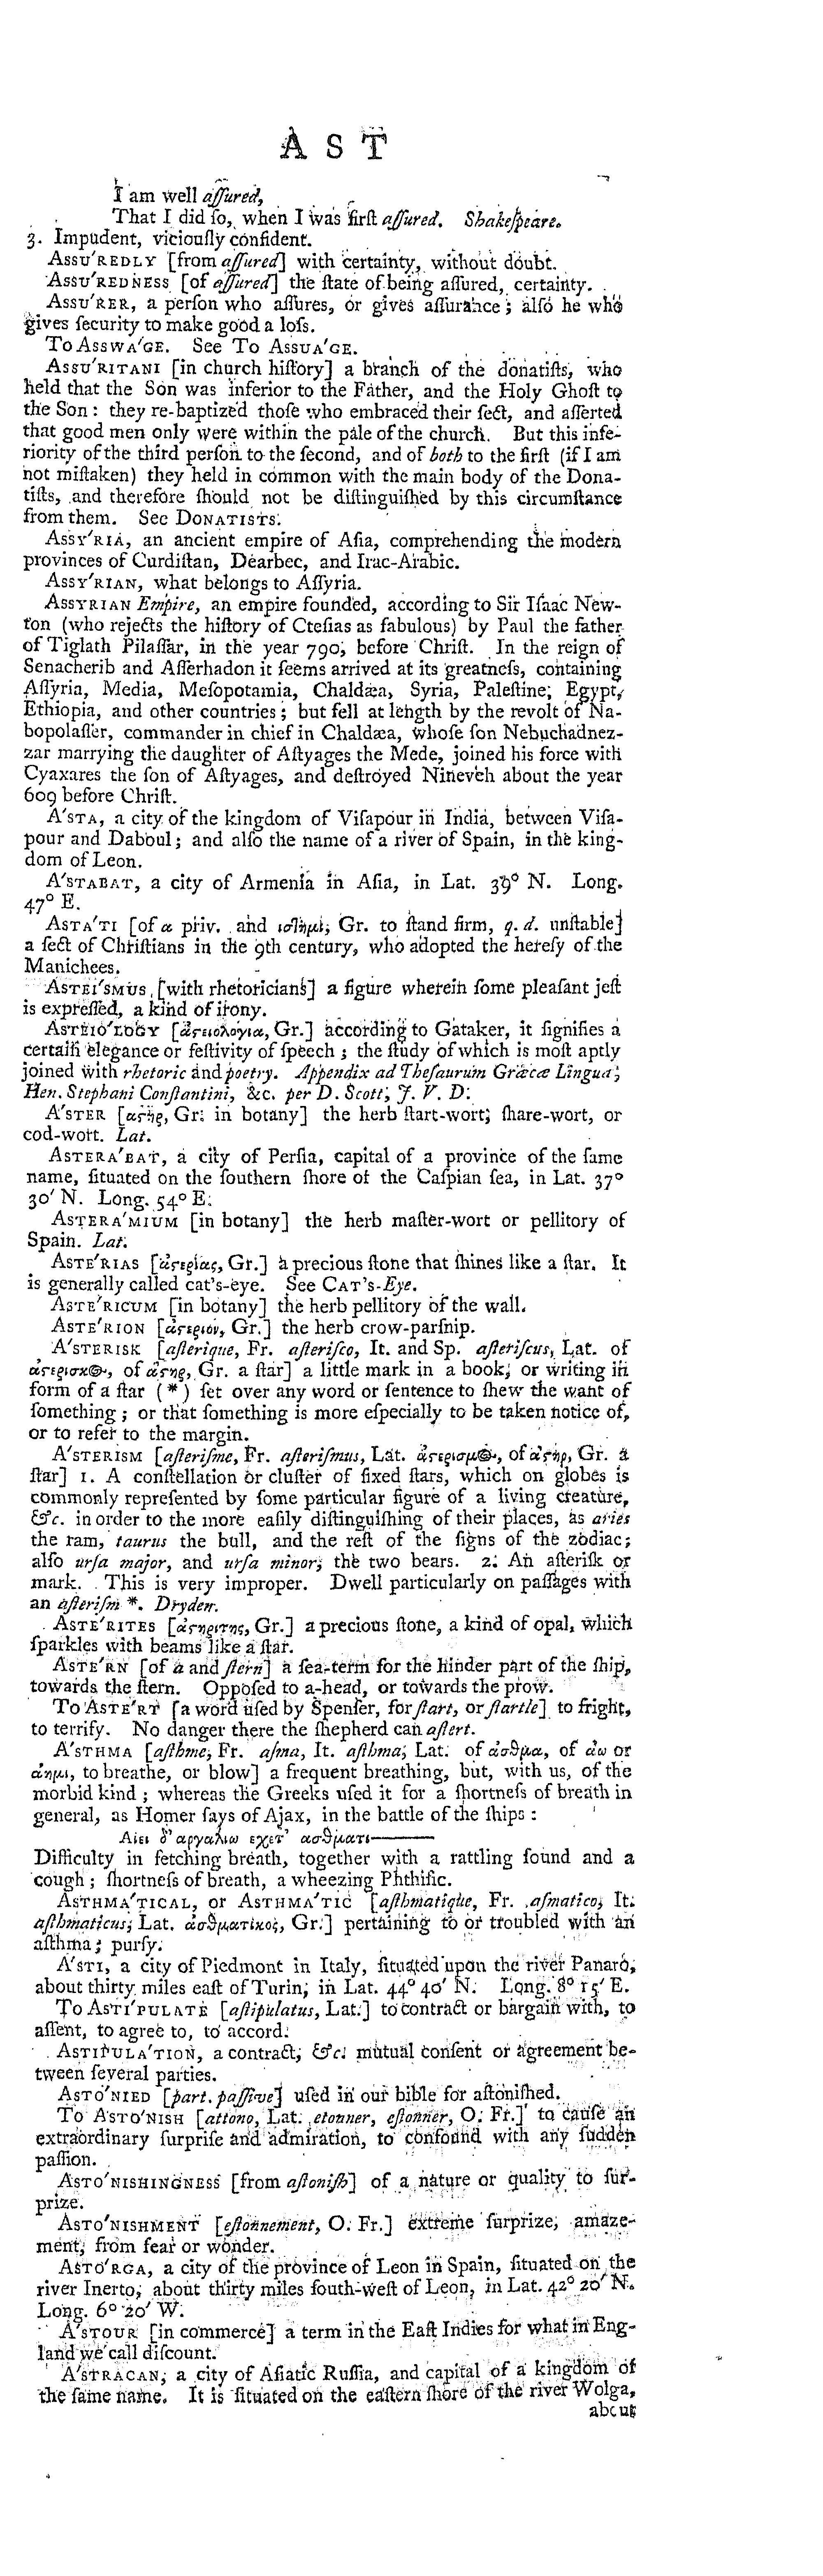 AST
I am well aſſured,
That I did ſo, when I was firſt aſſured. Shakeſpeare.
3. Impudent, viciouſly confident.
ASSU′REDLY [from aſſured] with certainty, without doubt.
ASSU′REDNESS [of aſſured] the ſtate of being aſſured, certainty.
ASSU′RER, a perſon who aſſures, or gives aſſurance; alſo he who
gives ſecurity to make good a loſs.
To ASSWA′GE. See To ASSUA′GE.
ASSU′RITANI [in church hiſtory] a branch of the donatiſts, who
held that the Son was inferior to the Father, and the Holy Ghoſt to
the Son: they re-baptized thoſe who embraced their ſect, and aſſerted
that good men only were within the pale of the church. But this infe-
riority of the third perſon to the ſecond, and of both to the firſt (if I am
not miſtaken) they held in common with the main body of the Dona-
tiſts, and therefore ſhould not be diſtinguiſhed by this circumſtance
from them. See DONATISTS.
ASSY′RIA, an ancient empire of Aſia, comprehending the modern
provinces of Curdiſtan, Dearbec, and Irac-Arabic.
ASSY′RIAN, what belongs to Aſſyria.
ASSYRIAN Empire, an empire founded, according to Sir Iſaac New-
ton (who rejects the hiſtory of Cteſias as fabulous) by Paul the father
of Tiglath Pilaſſar, in the year 790, before Chriſt. In the reign of
Senacherib and Aſſerhadon it ſeems arrived at its greatneſs, containing
Aſſyria, Media, Meſopotamia, Chaldæa, Syria, Paleſtine, Egypt,
Ethiopia, and other countries; but fell at length by the revolt of Na-
bopolaſſer, commander in chief in Chaldæa, whoſe ſon Nebuchadnez-
zar marrying the daughter of Aſtyages the Mede, joined his force with
Cyaxares the ſon of Aſtyages, and deſtroyed Nineveh about the year
609 before Chriſt.
A′STA, a city of the kingdom of Viſapour in India, between Viſa-
pour and Daboul; and alſo the name of a river of Spain, in the king-
dom of Leon.
A′STABAT, a city of Armenia in Aſia, in Lat. 39° N. Long.
47° E.
ASTA′TI [of α priv. and ιστημι, Gr. to ſtand firm, q. d. unſtable]
a ſect of Chriſtians in the 9th century, who adopted the hereſy of the
Manichees.
ASTEI′SMUS [with rhetoricians] a figure wherein ſome pleaſant jeſt
is expreſſed, a kind of irony.
ASTEIO′LOGY [ἀϛειολογια, Gr.] according to Gataker, it ſignifies a
certain elegance or feſtivity of ſpeech; the ſtudy of which is moſt aptly
joined with rhetoric and poetry. Appendix ad Theſaurum Græcæ Linguæ,
Hen. Stephani Conſtantini, &c. per D. Scott, J. V. D.
A′STER [αϛὴρ, Gr. in botany] the herb ſtart-wort, ſhare-wort, or
cod-wort. Lat.
ASTERA′BAT, a city of Perſia, capital of a province of the ſame
name, ſituated on the ſouthern ſhore of the Caſpian ſea, in Lat. 37°
30′ N. Long. 54° E.
ASTERA′MIUM [in botany] the herb maſter-wort or pellitory of
Spain. Lat.
ASTE′RIAS [ἀϛερίας, Gr.] a precious ſtone that ſhines like a ſtar. It
is generally called cat's-eye. See CAT's-Eye.
ASTE′RICUM [in botany] the herb pellitory of the wall.
ASTE′RION [ἀϛεριον, Gr.] the herb crow-parſnip.
A′STERISK [aſterique, Fr. aſteriſco, It. and Sp. aſteriſcus, Lat. of
ἀϛερισκ☉, of ἀϛηρ, Gr. a ſtar] a little mark in a book, or writing in
form of a ſtar (*) ſet over any word or ſentence to ſhew the want of
ſomething; or that ſomething is more eſpecially to be taken notice of,
or to refer to the margin.
A′STERISM [aſteriſme, Fr. aſteriſmus, Lat. ἀϛερισμ☉, of ἀϛὴρ, Gr. a
ſtar] 1. A conſtellation or cluſter of fixed ſtars, which on globes is
commonly repreſented by ſome particular figure of a living creature,
&c. in order to the more eaſily diſtinguiſhing of their places, as aries
the ram, taurus the bull, and the reſt of the ſigns of the zodiac;
alſo urſa major, and urſa minor, the two bears. 2. An aſteriſk or
mark. This is very improper. Dwell particularly on paſſages with
an aſteriſm *. Dryden.
ASTE′RITES [ἀϛηριτης, Gr.] a precious ſtone, a kind of opal, which
ſparkles with beams like a ſtar.
ASTE′RN [of a and ſtern] a ſea-term for the hinder part of the ſhip,
towards the ſtern. Oppoſed to a-head, or towards the prow.
To ASTE′RT [a word uſed by Spenſer, for ſtart, or ſtartle] to fright,
to terrify. No danger there the ſhepherd can aſtert.
A′STHMA [aſthme, Fr. aſma, It. aſthma, Lat. of ἀσθμα, of ἀω or
ἀημι, to breathe, or blow] a frequent breathing, but, with us, of the
morbid kind; whereas the Greeks uſed it for a ſhortneſs of breath in
general, as Homer ſays of Ajax, in the battle of the ſhips:
Αιει δ' αργαλιω εχετ' ασθματι———
Difficulty in fetching breath, together with a rattling ſound and a
cough; ſhortneſs of breath, a wheezing Phthiſic.
ASTHMA′TICAL, or ASTHMA′TIC [aſthmatique, Fr. aſmatico, It.
aſthmaticus, Lat. ἀσθματικος, Gr.] pertaining to or troubled with an
aſthma; purſy.
A′STI, a city of Piedmont in Italy, ſituated upon the river Panaro,
about thirty miles eaſt of Turin, in Lat. 44° 40′ N. Long. 8° 15′ E.
To ASTI′PULATE [aſtipulatus, Lat.] to contract or bargain with, to
aſſent, to agree to, to accord.
ASTIPULA′TION, a contract, &c. mutual conſent or agreement be-
tween ſeveral parties.
ASTO′NIED [part. paſſive] uſed in our bible for aſtoniſhed.
To ASTO′NISH [attono, Lat. etonner, eſtonner, O. Fr.] to cauſe an
extraordinary ſurpriſe and admiration, to confound with any ſudden
paſſion.
ASTO′NISHINGNESS [from aſtoniſh] of a nature or quality to ſur-
prize.
ASTO′NISHMENT [eſtonnement, O. Fr.] extreme ſurprize, amaze-
ment, from fear or wonder.
ASTO′RGA, a city of the province of Leon in Spain, ſituated on the
river Inerto, about thirty miles ſouth-weſt of Leon, in Lat. 42° 20′ N.
Long. 6° 20′ W.
A′STOUR [in commerce] a term in the Eaſt Indies for what in Eng-
land we call diſcount.
A′STRACAN, a city of Aſiatic Ruſſia, and capital of a kingdom of
the ſame name. It is ſituated on the eaſtern ſhore of the river Wolga,
about